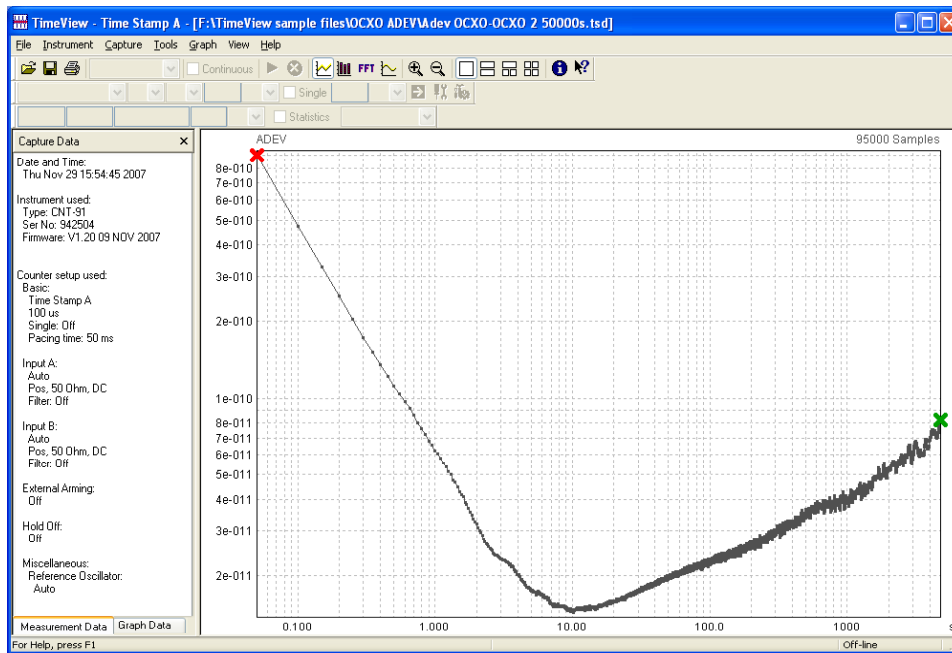 TimeView - Time Stamp A - [F:\TimeView sample files\OCXO ADEV\Adev OCXO-OCXO 2 50000s.tsd]
File Instrument Capture Tools Graph View Help
Continuous FFT
Single
Statistics
Capture Data
Date and Time:
Thu Nov 29 15:54:45 2007
Instrument used:
Type: CNT-91
Ser No: 942504
Firmware: V1.20 09 NOV 2007
Counter setup used:
Basic:
Time Stamp A
100 us
Single: Off
Pacing time: 50 ms
Input A:
Auto
Pos, 50 Ohm, DC
Filter: Off
Input B:
Auto
Pos, 50 Ohm, DC
Filter: Off
External Arming:
Off
Hold Off:
Off
Miscellaneous:
Reference Oscillator:
Auto
Measurement Data Graph Data
ADEV 95000 Samples
8e-010
7e-010
6e-010
5e-010
4e-010
3e-010
2e-010
1e-010
8e-011
7e-011
6e-011
5e-011
4e-011
3e-011
2e-011
0.100 1.000 10.00 100.0 1000 s
For Help, press F1 Off-line